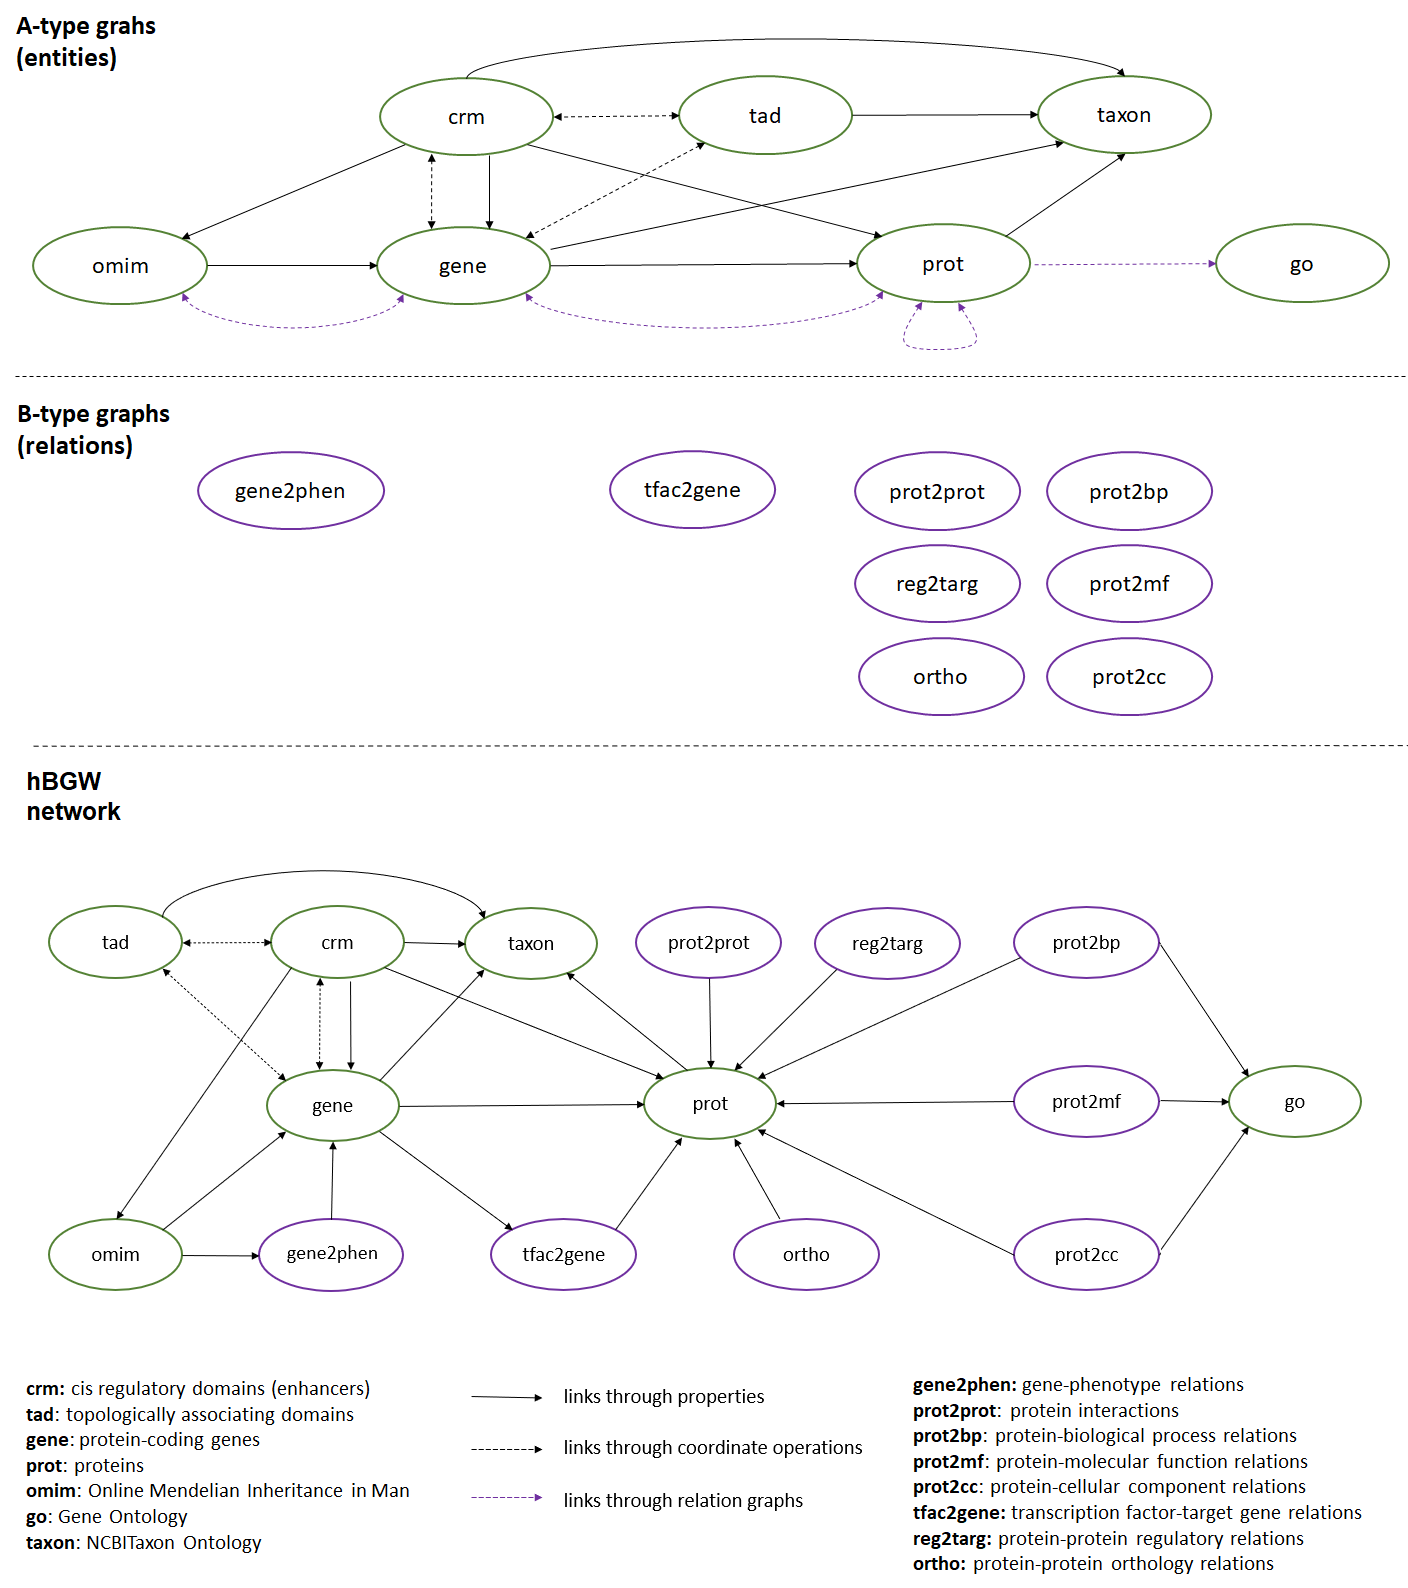 A-type grahs
(entities)
crm
tad
taxon
omim
gene
prot
go
B-type graphs
(relations)
gene2phen
tfac2gene
prot2prot
prot2bp
reg2targ
prot2mf
ortho
prot2cc
hBGW
network
tad
crm
taxon
prot2prot
reg2targ
prot2bp
gene
prot
prot2mf
go
omim
gene2phen
tfac2gene
ortho
prot2cc
crm: cis regulatory domains (enhancers)
tad: topologically associating domains
gene: protein-coding genes
prot: proteins
omim: Online Mendelian Inheritance in Man
go: Gene Ontology
taxon: NCBITaxon Ontology
links through properties
links through coordinate operations
links through relation graphs
gene2phen: gene-phenotype relations
prot2prot: protein interactions
prot2bp: protein-biological process relations
prot2mf: protein-molecular function relations
prot2cc: protein-cellular component relations
tfac2gene: transcription factor-target gene relations
reg2targ: protein-protein regulatory relations
ortho: protein-protein orthology relations